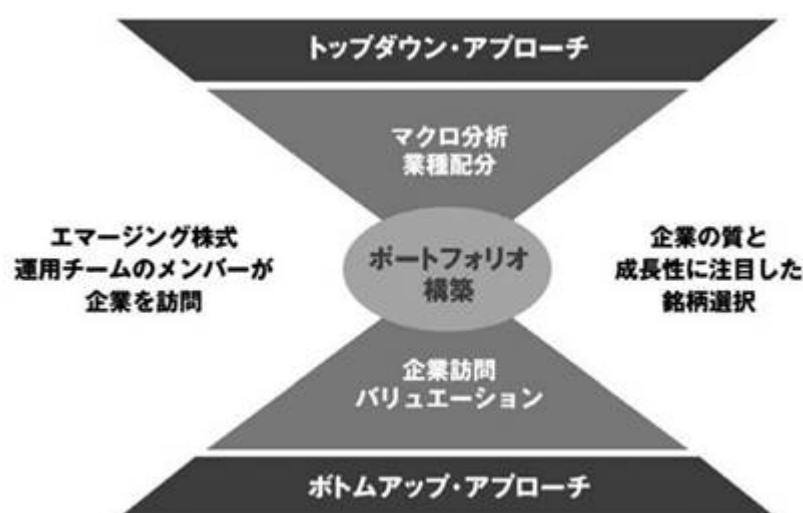 トップダウン・アプローチ
マクロ分析
業種配分
エマージング株式
運用チームのメンバーが
企業を訪問
ポートフォリオ
構築
企業の質と
成長性に注目した
銘柄選択
企業訪問
バリュエーション
ボトムアップ・アプローチ